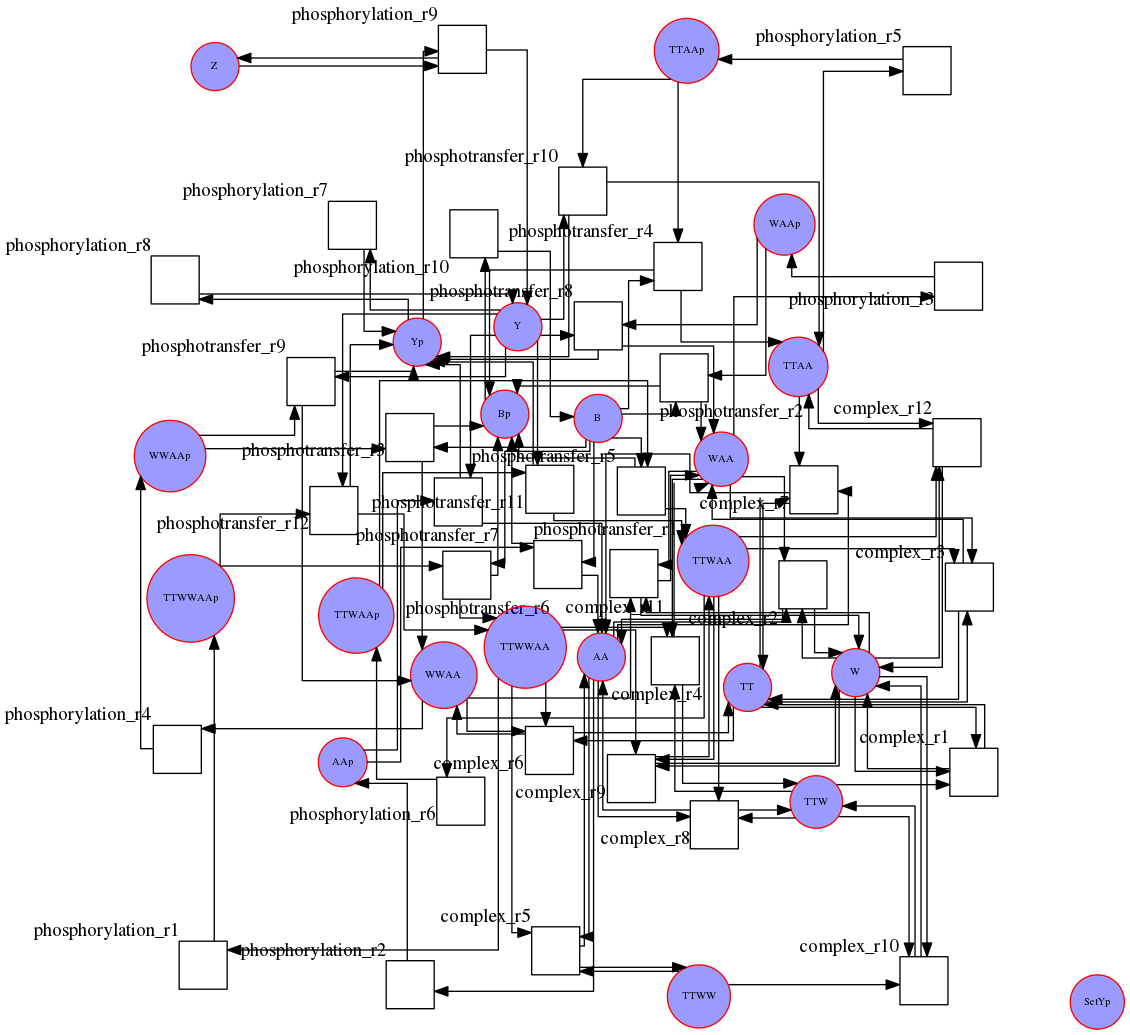 phosphorylation_r9
phosphorylation_r5
TTAAp
Z
phosphotransfer_r10
phosphorylation_r7
WAAp
phosphotransfer_r4
phosphorylation_r8
phosphorylation_r10
phosphotransfer_r8
phosphorylation_r3
Y
Yp
phosphotransfer_r9
TTAA
complex_r12
phosphotransfer_r2
Bp
B
WWAAp
phosphotransfer_r3
phosphotransfer_r5
WAA
phosphotransfer_r11
complex_r7
phosphotransfer_r12
phosphotransfer_r7
phosphotransfer_r1
complex_r3
TTWAA
TTWWAAp
TTWAAp
phosphotransfer_r6
complex_r11
complex_r2
TTWWAA
AA
WWAA
W
TT
complex_r4
phosphorylation_r4
complex_r1
AAp
complex_r6
complex_r9
TTW
phosphorylation_r6
complex_r8
complex_r5
phosphorylation_r1
phosphorylation_r2
complex_r10
TTWW
SetYp